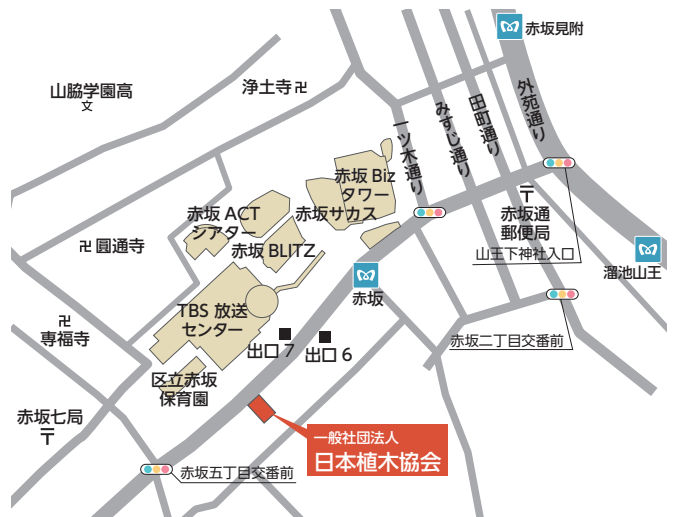 赤坂見附
山脇学園高
文
浄土寺卍
一ツ木通り
みすじ通り
田町通り
外苑通り
赤坂 Biz
タワー
赤坂サカス
赤坂 ACT
シアター
赤坂 BLITZ
卍圓通寺
〒
赤坂通
郵便局
山王下神社入口
溜池山王
赤坂
TBS 放送
センター
卍
専福寺
出口 7
出口 6
赤坂二丁目交番前
区立赤坂
保育園
赤坂七局
〒
一般社団法人
日本植木協会
赤坂五丁目交番前